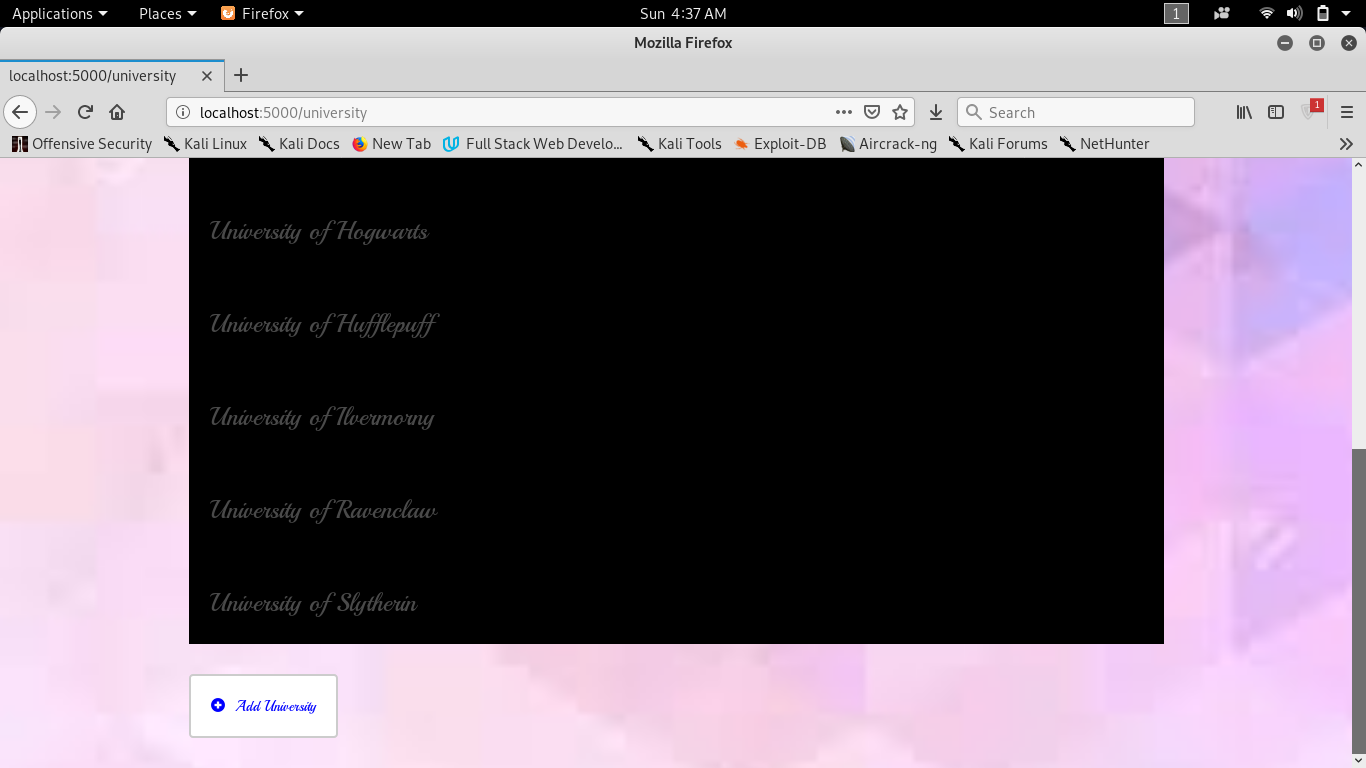 Applications Places Firefox Sun 4:37 AM 1
Mozilla Firefox
localhost:5000/university
localhost:5000/university Search 1
Offensive Security Kali Linux Kali Docs New Tab Full Stack Web Develo... Kali Tools Exploit-DB Aircrack-ng Kali Forums NetHunter
University of Hogwarts
University of Hufflepuff
University of Ilvermorny
University of Ravenclaw
University of Slytherin
Add University